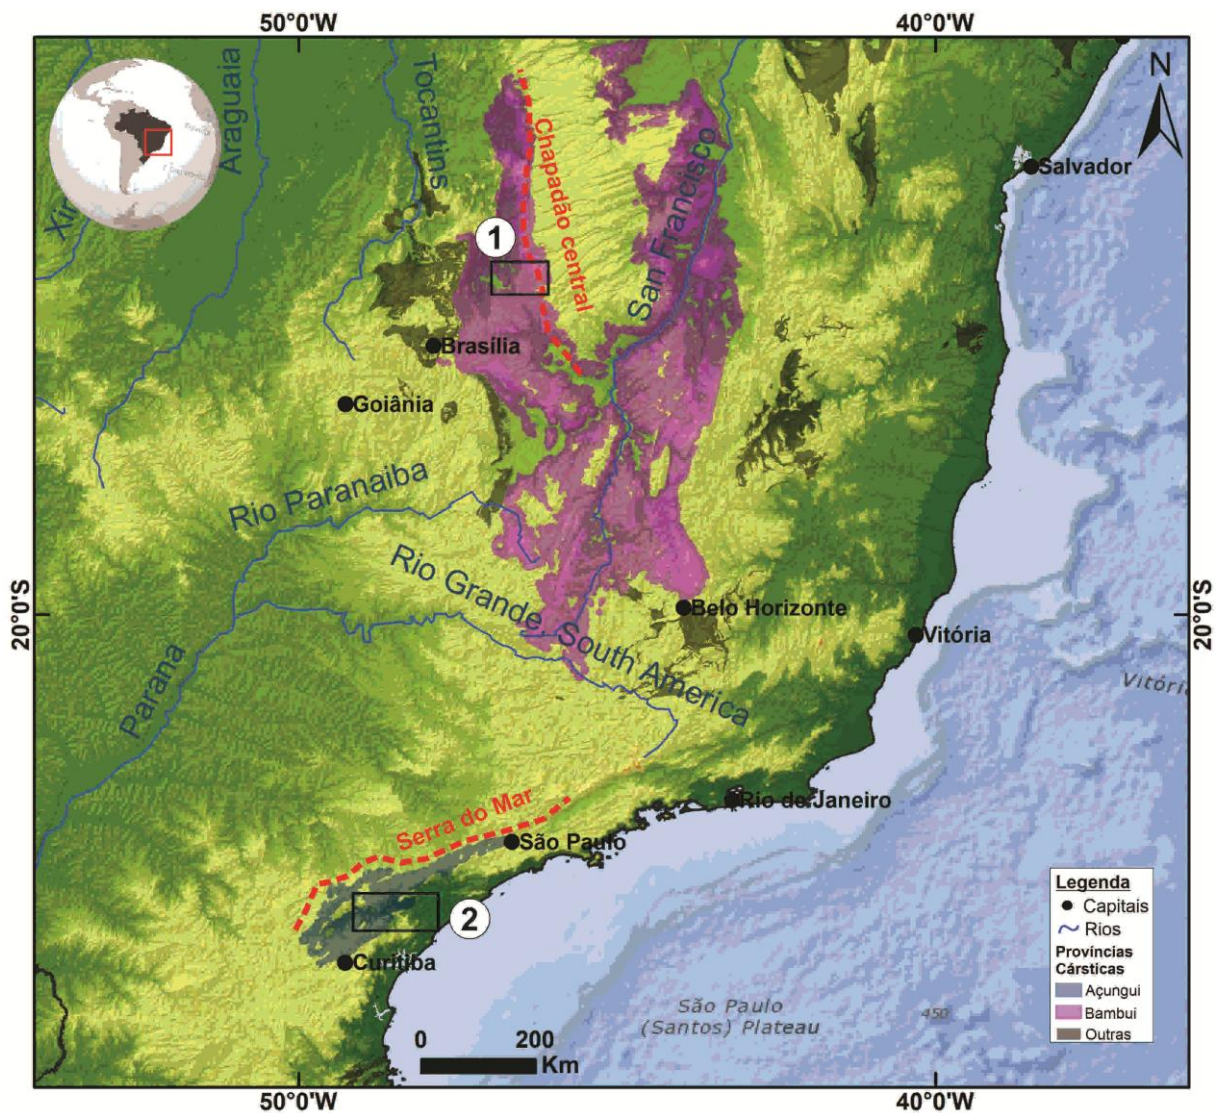 50°0'W
40°0'W
N
Araguaia
Tocantins
Chapadão central
San Francisco
Salvador
1
Brasília
Goiânia
Rio Paranaiba
Rio Grande, South America
Belo Horizonte
20°0'S
20°0'S
Vitória
Parana
Serra do Mar
Rio de Janeiro
São Paulo
2
Curitiba
Legenda
Capitais
Rios
Províncias
Cársticas
Açungui
Bambui
Outras
São Paulo
(Santos) Plateau
450
0
200
Km
50°0'W
40°0'W